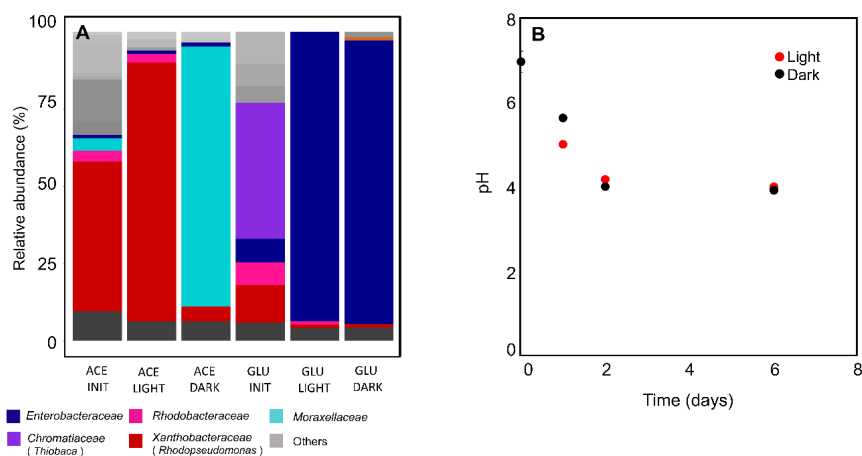 A
100
75
50
25
0
Relative abundance (%)
ACE INIT
ACE LIGHT
ACE DARK
GLU INIT
GLU LIGHT
GLU DARK
Enterobacteraceae
Rhodobacteraceae
Moraxellaceae
Chromatiaceae
( Thiobaca )
Xanthobacteraceae
( Rhodopseudomonas )
Others
B
Light
Dark
8
6
4
2
0
pH
0 2 4 6 8
Time (days)